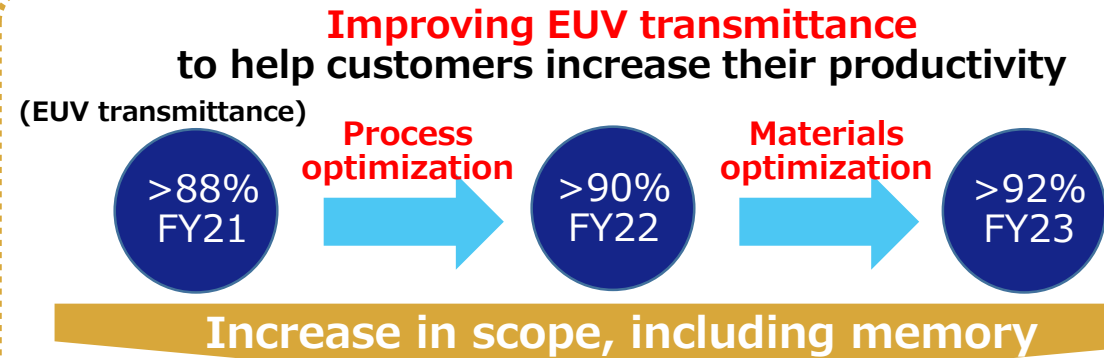 Improving EUV transmittance
to help customers increase their productivity
(EUV transmittance)
Process
optimization
Materials
optimization
>88%
FY21
>90%
FY22
>92%
FY23
Increase in scope, including memory